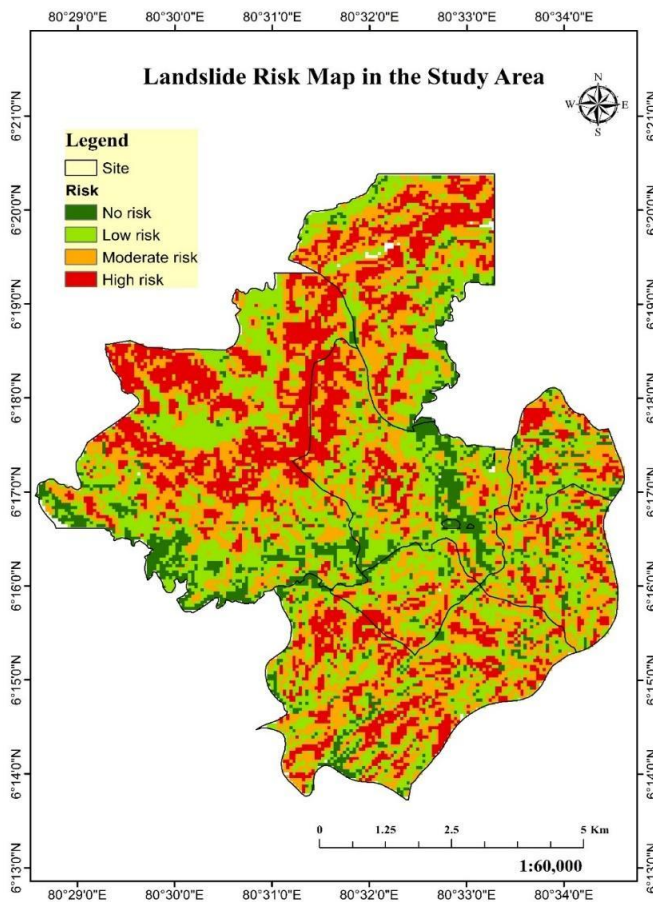 80°29'0"E 80°30'0"E 80°31'0"E 80°32'0"E 80°33'0"E 80°34'0"E
Landslide Risk Map in the Study Area
N
W E
S
Legend
Site
Risk
No risk
Low risk
Moderate risk
High risk
6°21'0"N
6°20'0"N
6°19'0"N
6°18'0"N
6°17'0"N
6°16'0"N
6°15'0"N
6°14'0"N
6°13'0"N
6°21'0"N
6°20'0"N
6°19'0"N
6°18'0"N
6°17'0"N
6°16'0"N
6°15'0"N
6°14'0"N
6°13'0"N
0 1.25 2.5 5 Km
1:60,000
80°29'0"E 80°30'0"E 80°31'0"E 80°32'0"E 80°33'0"E 80°34'0"E